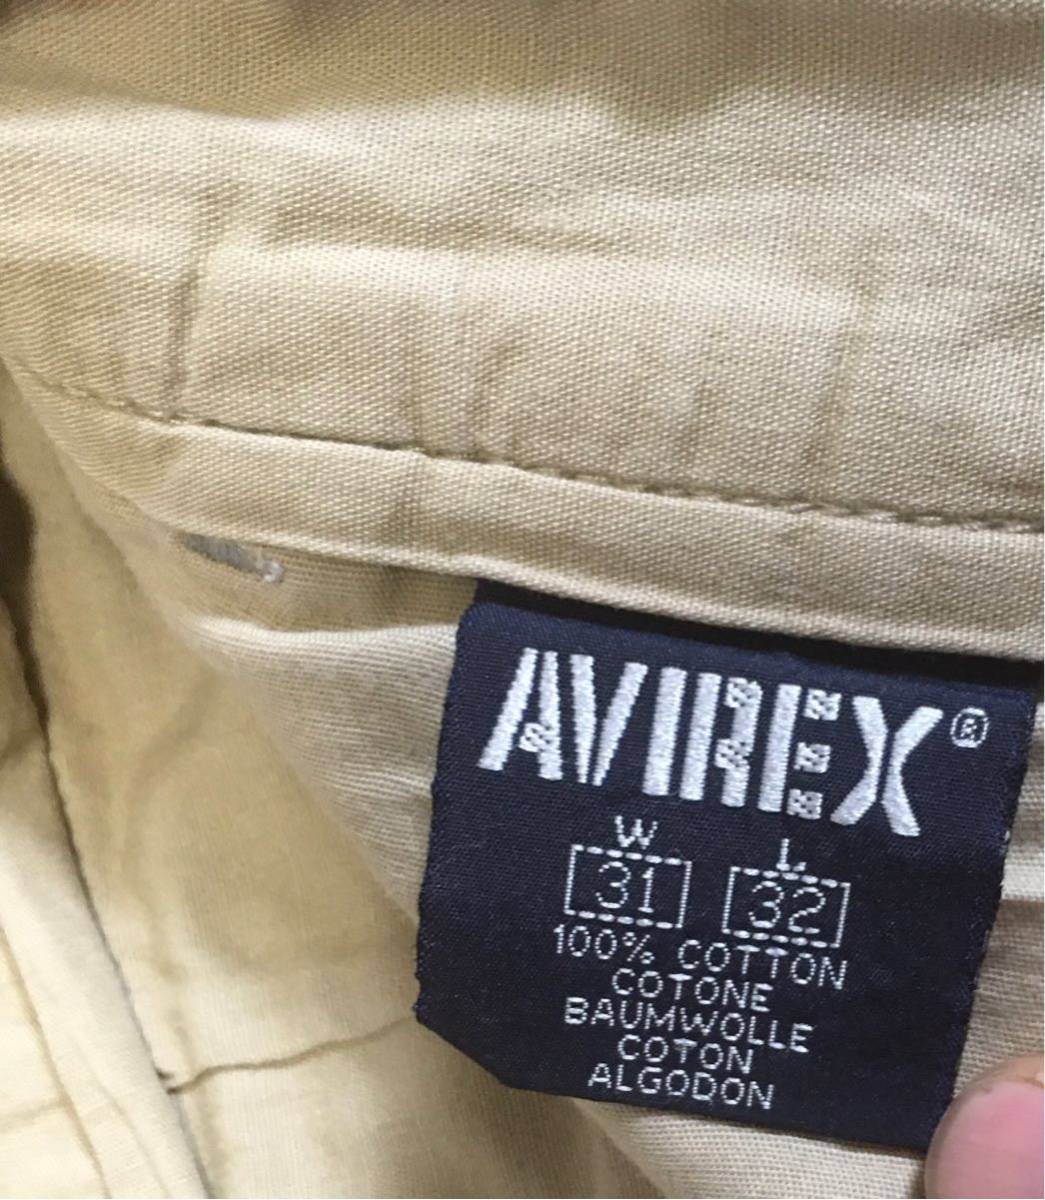 AVIREX®
W L
31 32
100% COTTON
COTONE
BAUMWOLLE
COTON
ALGODON